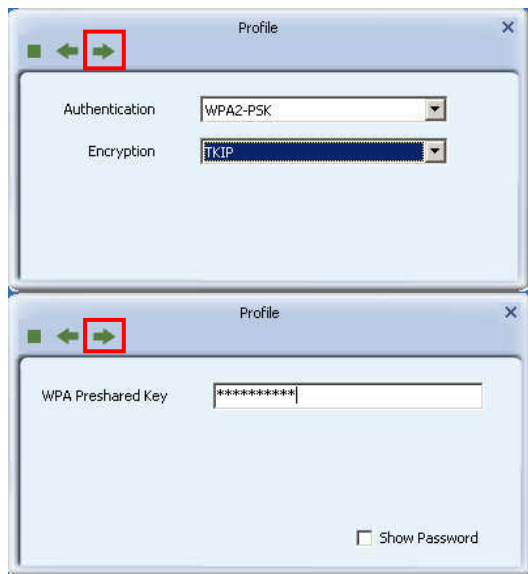 Profile
Authentication WPA2-PSK
Encryption TKIP
Profile
WPA Preshared Key **********
Show Password